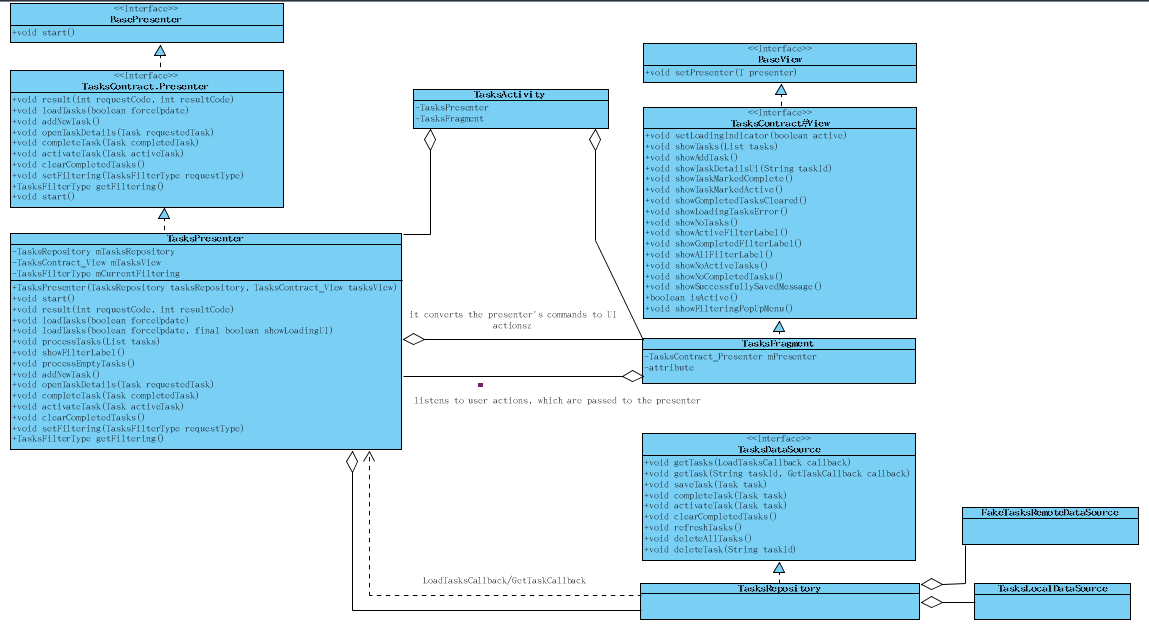 <<Interface>>
BasePresenter
+void start()
<<Interface>>
TasksContract.Presenter
+void result(int requestCode, int resultCode)
+void loadTasks(boolean forceUpdate)
+void addNewTask()
+void openTaskDetails(Task requestedTask)
+void completeTask(Task completedTask)
+void activateTask(Task activeTask)
+void clearCompletedTasks()
+void setFiltering(TasksFilterType requestType)
+TasksFilterType getFiltering()
+void start()
TasksPresenter
-TasksRepository mTasksRepository
-TasksContract_View mTasksView
-TasksFilterType mCurrentFiltering
+TasksPresenter(TasksRepository tasksRepository, TasksContract_View tasksView)
+void start()
+void result(int requestCode, int resultCode)
+void loadTasks(boolean forceUpdate)
+void loadTasks(boolean forceUpdate, final boolean showLoadingUI)
+void processTasks(List tasks)
+void showFilterLabel()
+void processEmptyTasks()
+void addNewTask()
+void openTaskDetails(Task requestedTask)
+void completeTask(Task completedTask)
+void activateTask(Task activeTask)
+void clearCompletedTasks()
+void setFiltering(TasksFilterType requestType)
+TasksFilterType getFiltering()
TasksActivity
-TasksPresenter
-TasksFragment
it converts the presenter's commands to UI
actionsz
listens to user actions, which are passed to the presenter
LoadTasksCallback/GetTaskCallback
<<Interface>>
BaseView
+void setPresenter(T presenter)
<<Interface>>
TasksContract#View
+void setLoadingIndicator(boolean active)
+void showTasks(List tasks)
+void showAddTask()
+void showTaskDetailsUi(String taskId)
+void showTaskMarkedComplete()
+void showTaskMarkedActive()
+void showCompletedTasksCleared()
+void showLoadingTasksError()
+void showNoTasks()
+void showActiveFilterLabel()
+void showCompletedFilterLabel()
+void showAllFilterLabel()
+void showNoActiveTasks()
+void showNoCompletedTasks()
+void showSuccessfullySavedMessage()
+boolean isActive()
+void showFilteringPopUpMenu()
TasksFragment
-TasksContract_Presenter mPresenter
-attribute
<<Interface>>
TasksDataSource
+void getTasks(LoadTasksCallback callback)
+void getTask(String taskId, GetTaskCallback callback)
+void saveTask(Task task)
+void completeTask(Task task)
+void activateTask(Task task)
+void clearCompletedTasks()
+void refreshTasks()
+void deleteAllTasks()
+void deleteTask(String taskId)
TasksRepository
FakeTasksRemoteDataSource
TasksLocalDataSource